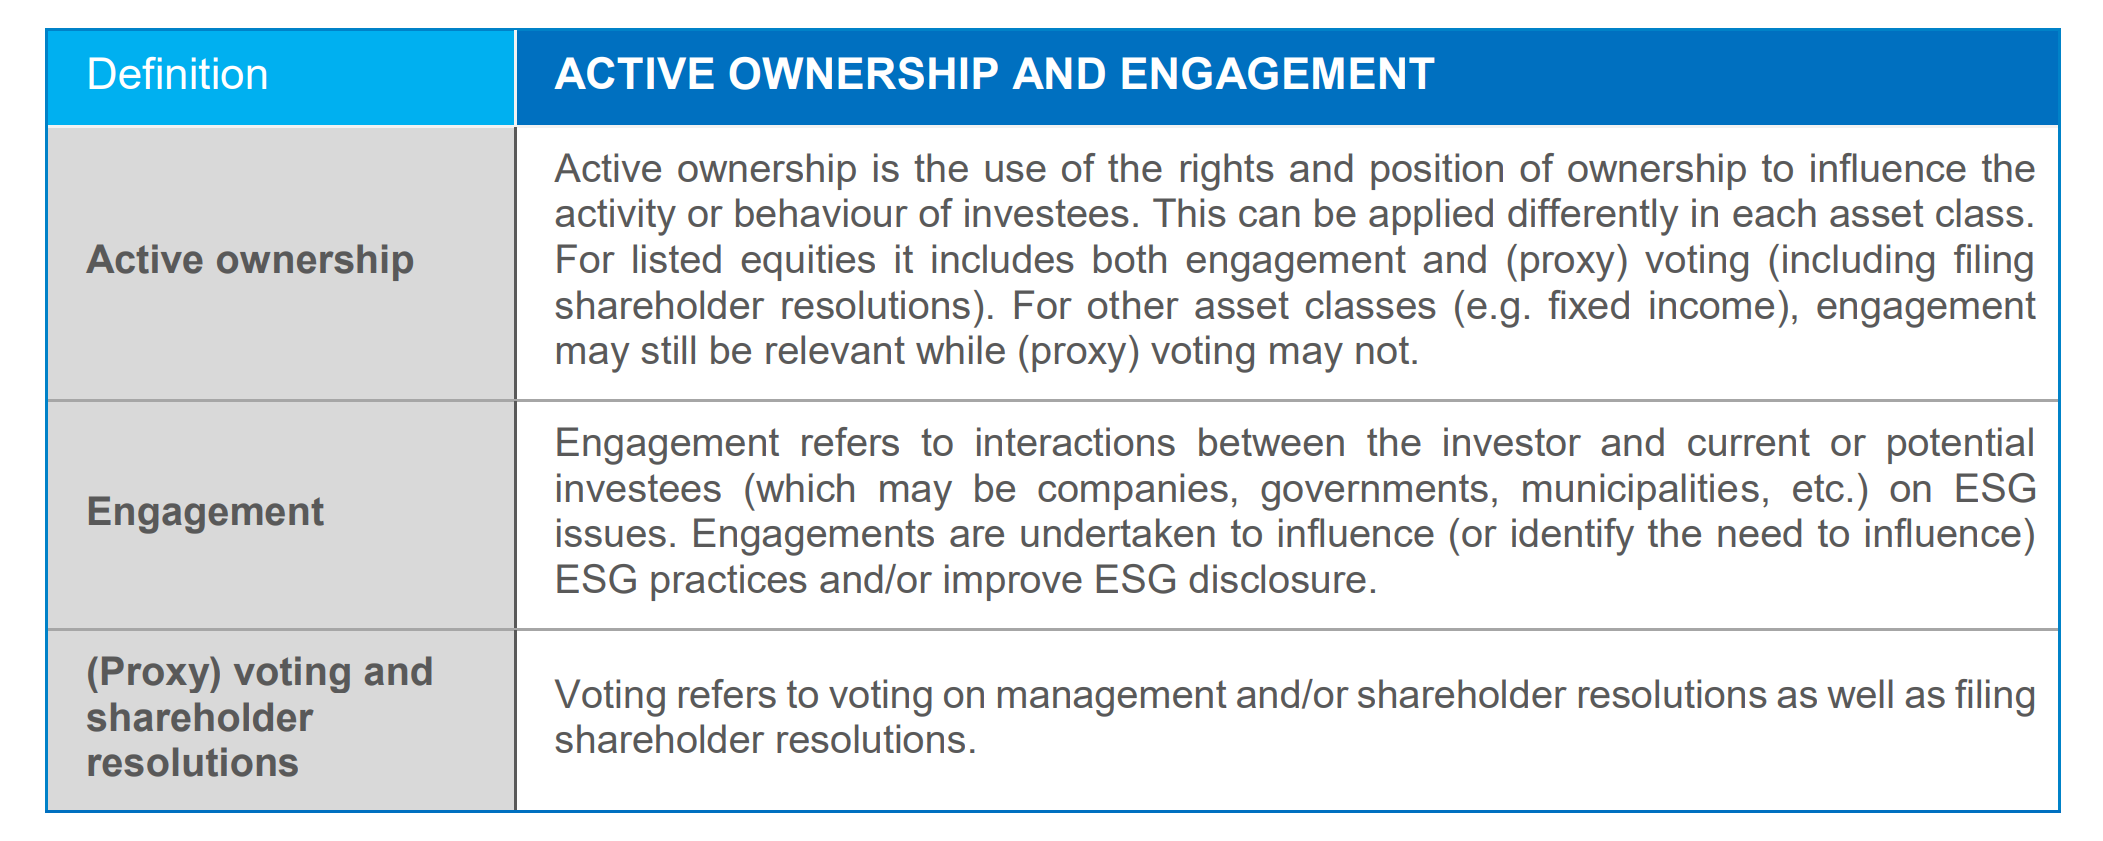 Definition
ACTIVE OWNERSHIP AND ENGAGEMENT
Active ownership
Active ownership is the use of the rights and position of ownership to influence the
activity or behaviour of investees. This can be applied differently in each asset class.
For listed equities it includes both engagement and (proxy) voting (including filing
shareholder resolutions). For other asset classes (e.g. fixed income), engagement
may still be relevant while (proxy) voting may not.
Engagement
Engagement refers to interactions between the investor and current or potential
investees (which may be companies, governments, municipalities, etc.) on ESG
issues. Engagements are undertaken to influence (or identify the need to influence)
ESG practices and/or improve ESG disclosure.
(Proxy) voting and
shareholder
resolutions
Voting refers to voting on management and/or shareholder resolutions as well as filing
shareholder resolutions.